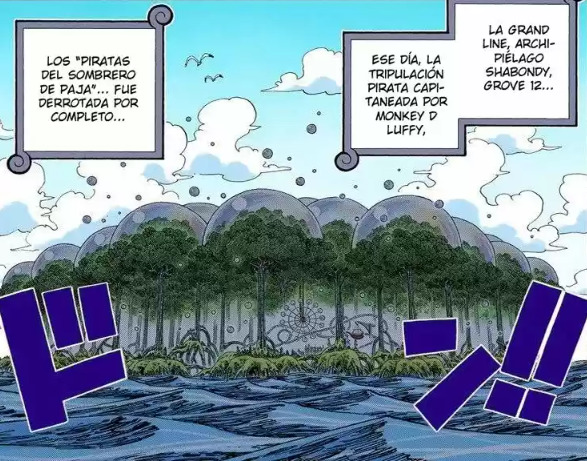 LA GRAND
LINE, ARCHI-
PIÉLAGO
SHABONDY,
GROVE 12...
ESE DÍA, LA
TRIPULACIÓN
PIRATA CAPI-
TANEADA POR
MONKEY D
LUFFY,
LOS "PIRATAS
DEL SOMBRERO
DE PAJA"... FUE
DERROTADA POR
COMPLETO...
ドン!!